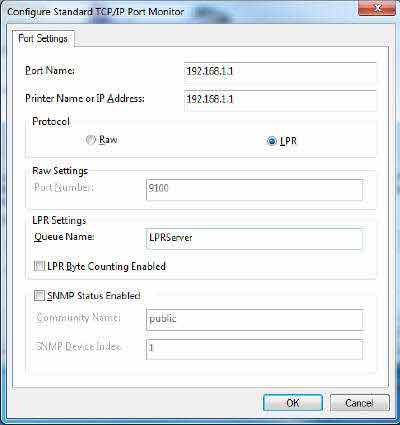 Configure Standard TCP/IP Port Monitor
Port Settings
Port Name: 192.168.1.1
Printer Name or IP Address: 192.168.1.1
Protocol
Raw LPR
Raw Settings
Port Number: 9100
LPR Settings
Queue Name: LPRServer
LPR Byte Counting Enabled
SNMP Status Enabled
Community Name: public
SNMP Device Index: 1
OK Cancel